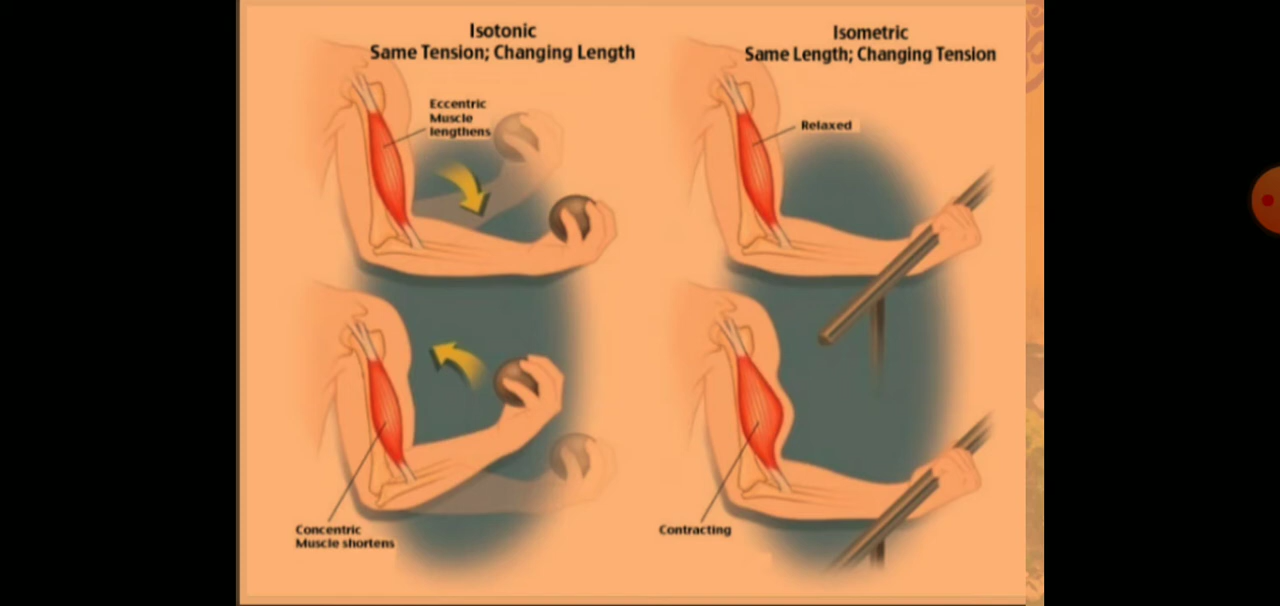 Isotonic
Same Tension; Changing Length
Eccentric
Muscle
lengthens
Concentric
Muscle shortens
Isometric
Same Length; Changing Tension
Relaxed
Contracting